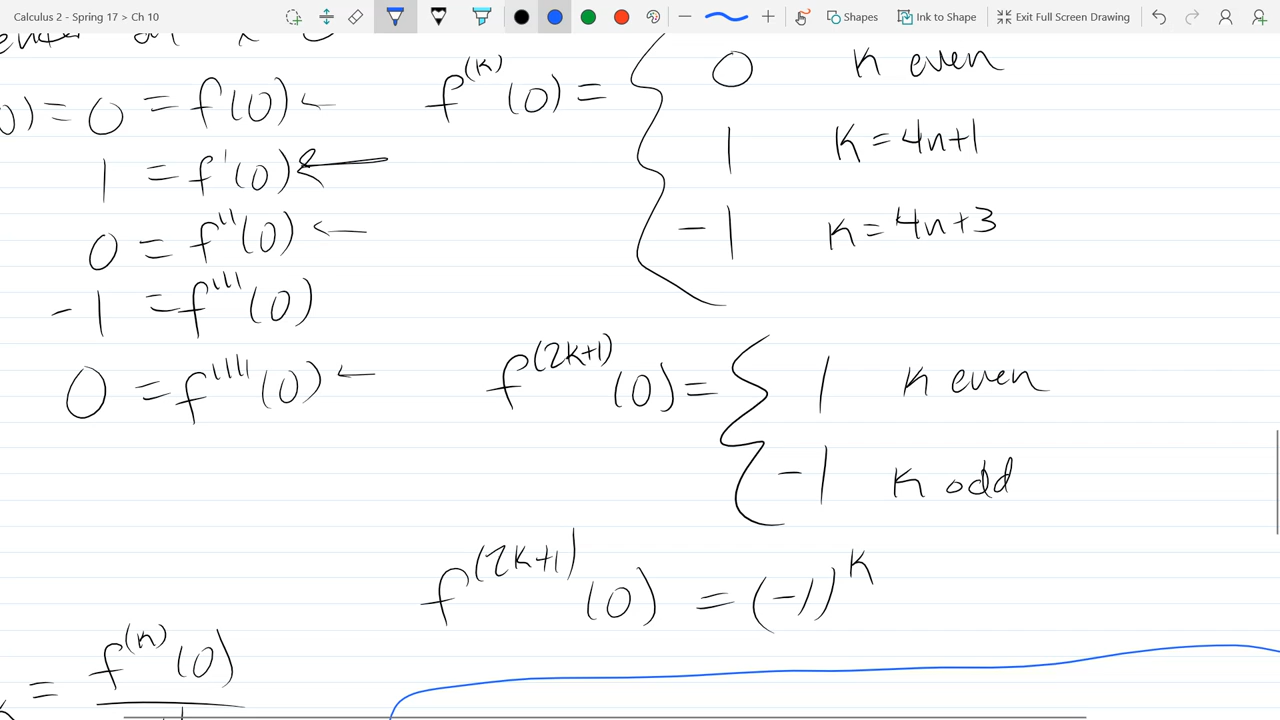 Calculus 2 - Spring 17 > Ch 10
Shapes
Ink to Shape
Exit Full Screen Drawing
0) = 0 = f(0) ←
1 = f'(0) ←
0 = f''(0) ←
-1 = f'''(0)
0 = f''''(0) ←
f^(k) (0) = {
0 k even
1 k = 4n+1
-1 k = 4n+3
f^(2k+1) (0) = {
1 k even
-1 k odd
f^(2k+1) (0) = (-1)^k
= f^(k) (0)